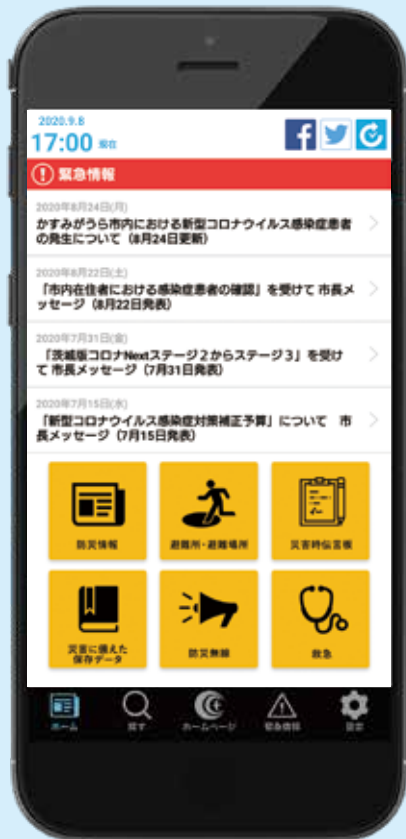 2020.9.8
17:00 現在
緊急情報
2020年8月24日(月)
かすみがうら市内における新型コロナウイルス感染症患者
の発生について（8月24日更新）
2020年8月22日(土)
「市内在住者における感染症患者の確認」を受けて 市長メ
ッセージ（8月22日発表）
2020年7月31日(金)
「茨城版コロナNextステージ２からステージ３」を受け
て 市長メッセージ（7月31日発表）
2020年7月15日(水)
「新型コロナウイルス感染症対策補正予算」について　市
長メッセージ（7月15日発表）
防災情報
避難所・避難場所
災害時伝言板
災害に備えた
保存データ
防災無線
救急
ホーム
探す
ホームページ
緊急情報
設定